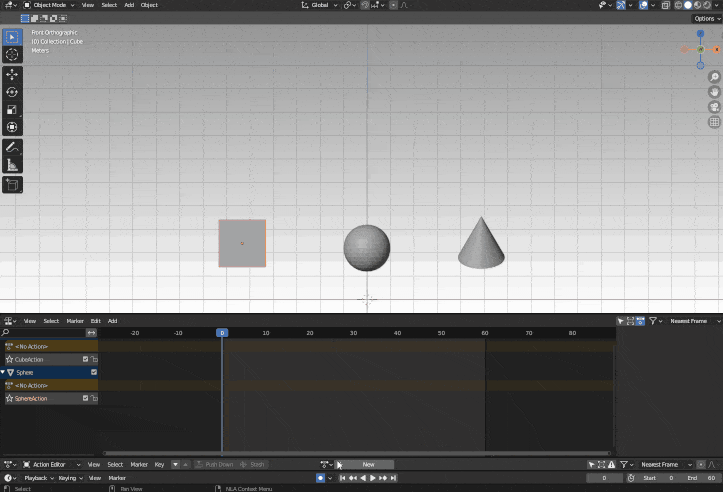 Object Mode View Select Add Object Global
Options
Front Orthographic
(0) Collection | Cube
Meters
View Select Marker Edit Add Nearest Frame
-20 -10 0 10 20 30 40 50 60 70 80
<No Action>
CubeAction
Sphere
<No Action>
SphereAction
Action Editor View Select Marker Key Push Down Stash New Nearest Frame
Playback Keying View Marker 0 Start 0 End 60
Select Pan View NLA Context Menu